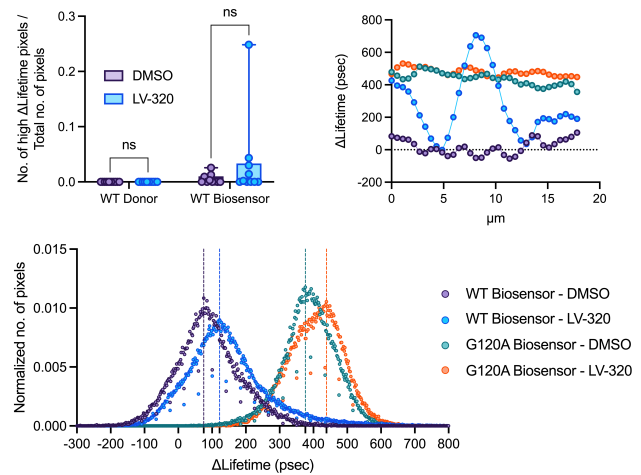 No. of high ΔLifetime pixels /
Total no. of pixels
0.3
0.2
0.1
0.0
ns
ns
DMSO
LV-320
WT Donor
WT Biosensor
ΔLifetime (psec)
800
600
400
200
0
-200
0
5
10
15
20
µm
Normalized no. of pixels
0.015
0.010
0.005
0.000
-300
-200
-100
0
100
200
300
400
500
600
700
800
ΔLifetime (psec)
WT Biosensor - DMSO
WT Biosensor - LV-320
G120A Biosensor - DMSO
G120A Biosensor - LV-320